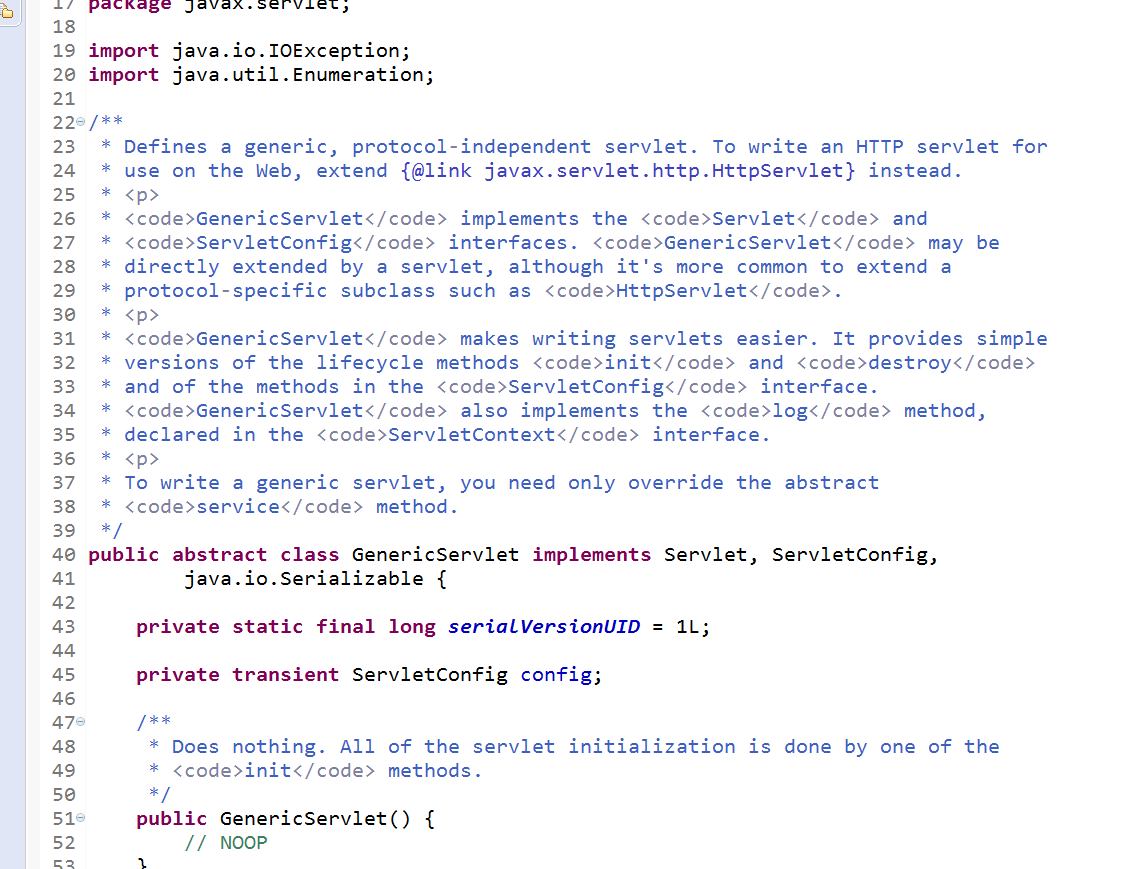 17 package javax.servlet;
18
19 import java.io.IOException;
20 import java.util.Enumeration;
21
22 /**
23  * Defines a generic, protocol-independent servlet. To write an HTTP servlet for
24  * use on the Web, extend {@link javax.servlet.http.HttpServlet} instead.
25  * <p>
26  * <code>GenericServlet</code> implements the <code>Servlet</code> and
27  * <code>ServletConfig</code> interfaces. <code>GenericServlet</code> may be
28  * directly extended by a servlet, although it's more common to extend a
29  * protocol-specific subclass such as <code>HttpServlet</code>.
30  * <p>
31  * <code>GenericServlet</code> makes writing servlets easier. It provides simple
32  * versions of the lifecycle methods <code>init</code> and <code>destroy</code>
33  * and of the methods in the <code>ServletConfig</code> interface.
34  * <code>GenericServlet</code> also implements the <code>log</code> method,
35  * declared in the <code>ServletContext</code> interface.
36  * <p>
37  * To write a generic servlet, you need only override the abstract
38  * <code>service</code> method.
39  */
40 public abstract class GenericServlet implements Servlet, ServletConfig,
41         java.io.Serializable {
42
43     private static final long serialVersionUID = 1L;
44
45     private transient ServletConfig config;
46
47     /**
48      * Does nothing. All of the servlet initialization is done by one of the
49      * <code>init</code> methods.
50      */
51     public GenericServlet() {
52         // NOOP
53     }